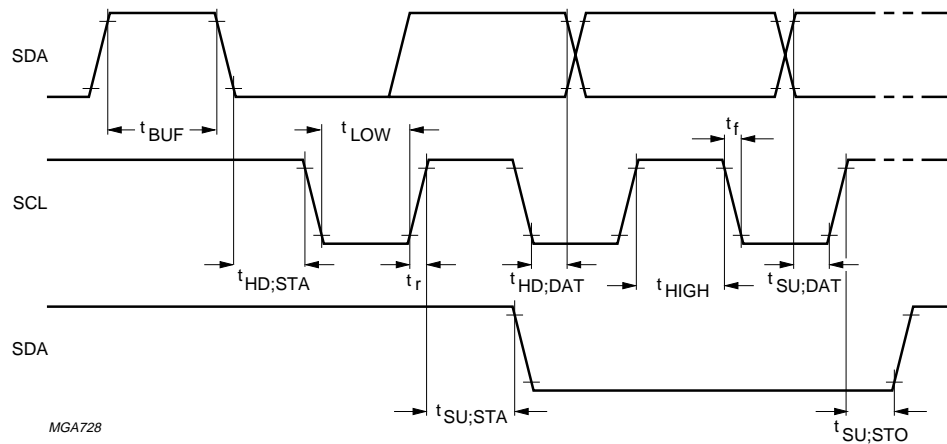 SDA
t BUF
t LOW
t f
SCL
t HD;STA
t r
t HD;DAT
t HIGH
t SU;DAT
SDA
t SU;STA
t SU;STO
MGA728